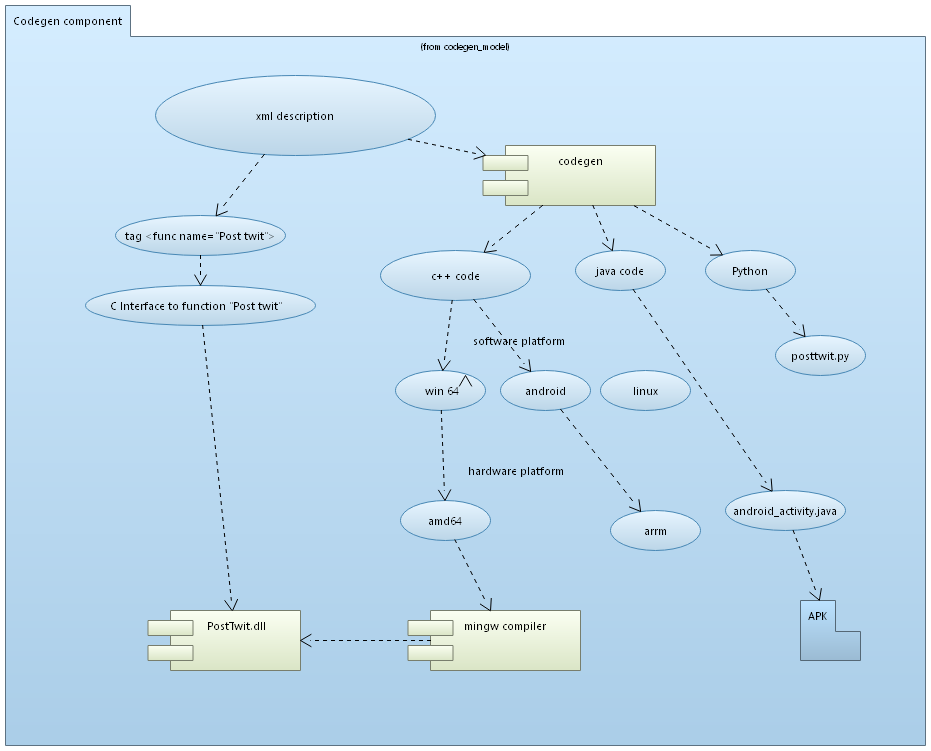 Codegen component
(from codegen_model)
xml description
codegen
tag <func name="Post twit">
C Interface to function "Post twit"
c++ code
java code
Python
software platform
posttwit.py
win 64
android
linux
hardware platform
amd64
arrm
android_activity.java
PostTwit.dll
mingw compiler
APK